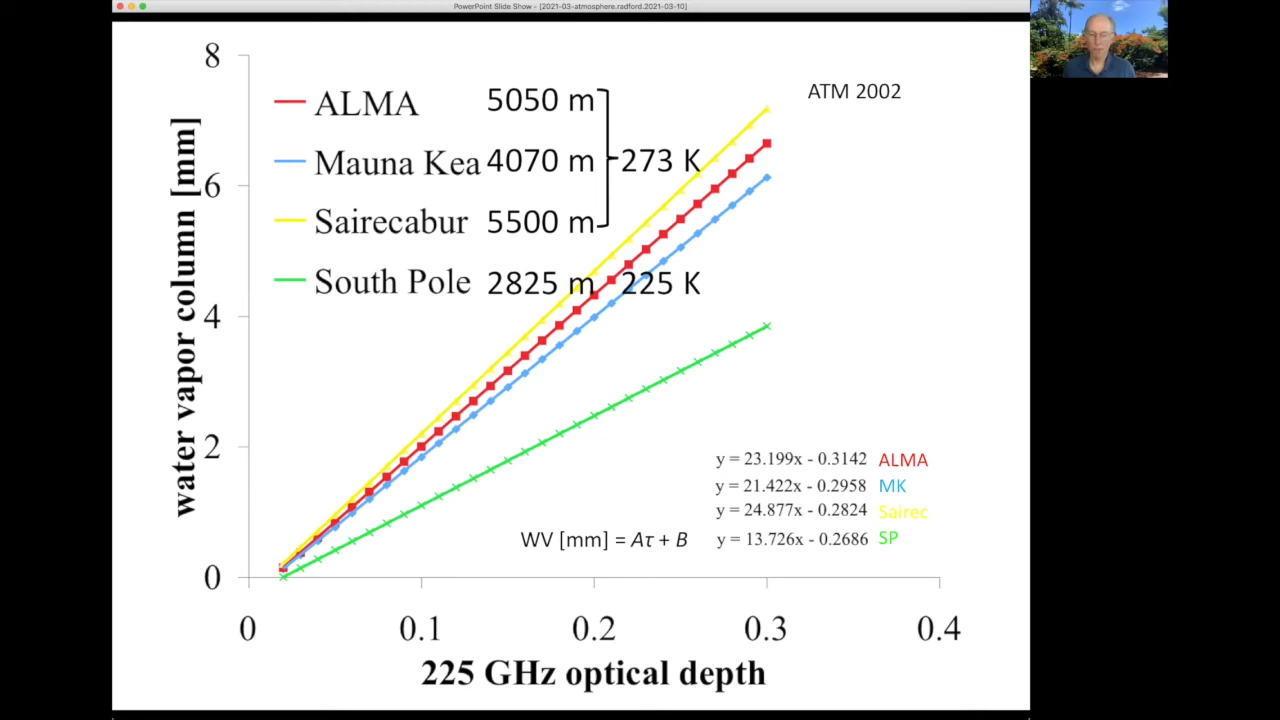 PowerPoint Slide Show - [2021-03-atmosphere.radford.2021-03-10]
8
6
4
2
0
water vapor column [mm]
ALMA 5050 m
Mauna Kea 4070 m 273 K
Sairecabur 5500 m
South Pole 2825 m 225 K
ATM 2002
y = 23.199x - 0.3142 ALMA
y = 21.422x - 0.2958 MK
y = 24.877x - 0.2824 Sairec
WV [mm] = Aτ + B y = 13.726x - 0.2686 SP
0 0.1 0.2 0.3 0.4
225 GHz optical depth